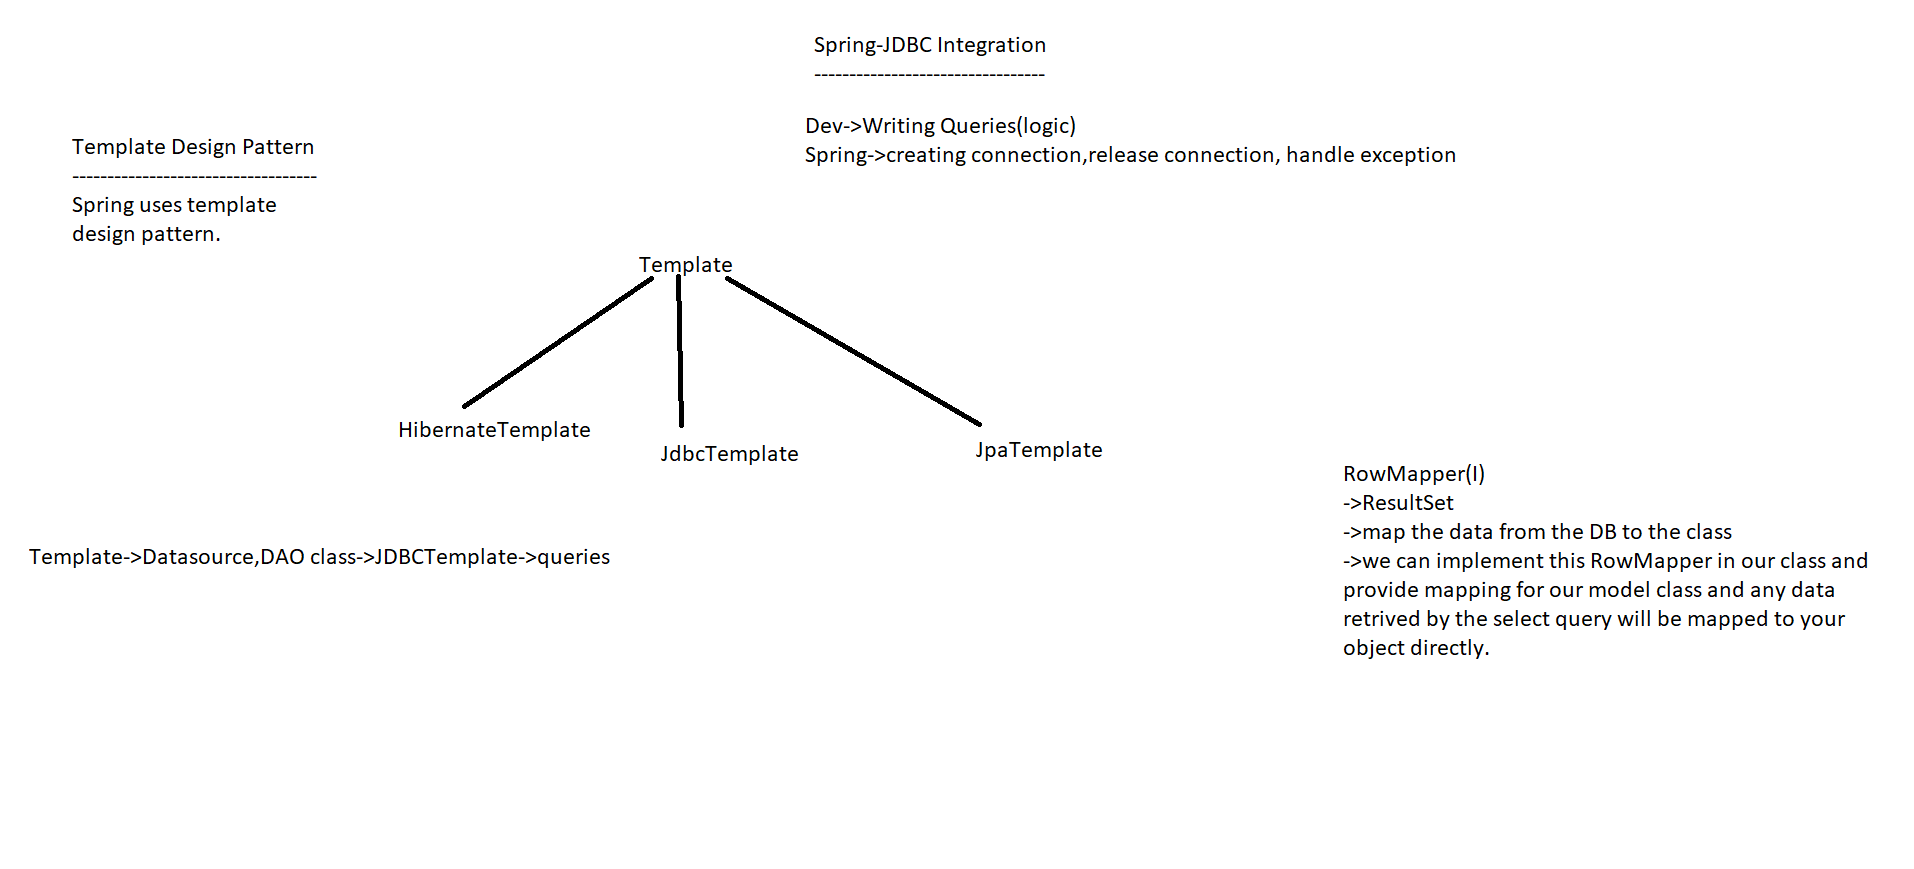 Spring-JDBC Integration
---------------------------------
Dev->Writing Queries(logic)
Spring->creating connection,release connection, handle exception
Template Design Pattern
-----------------------------------
Spring uses template
design pattern.
Template
HibernateTemplate
JdbcTemplate
JpaTemplate
Template->Datasource,DAO class->JDBCTemplate->queries
RowMapper(I)
->ResultSet
->map the data from the DB to the class
->we can implement this RowMapper in our class and
provide mapping for our model class and any data
retrived by the select query will be mapped to your
object directly.